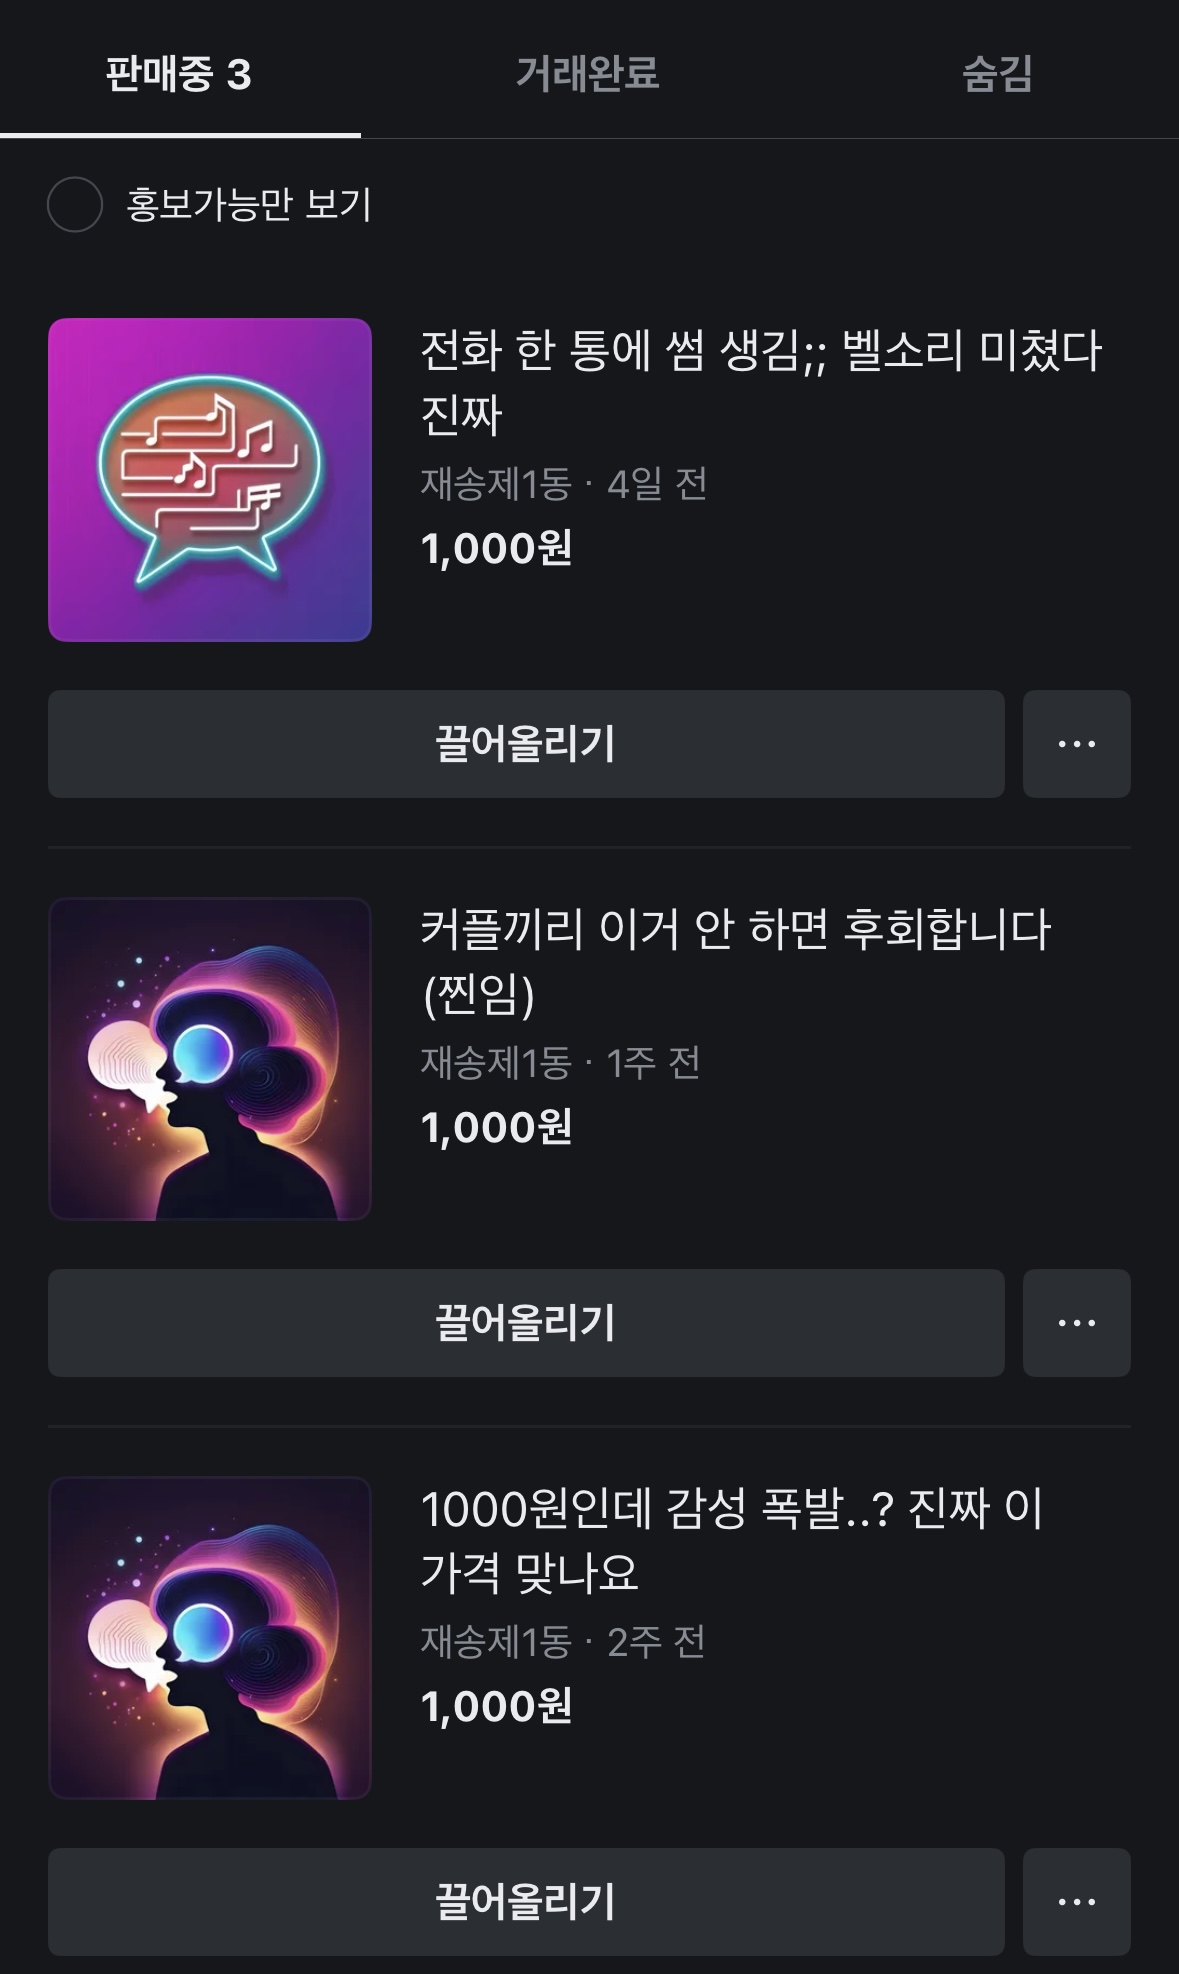 판매중 3
거래완료
숨김
홍보가능만 보기
전화 한 통에 썸 생김;; 벨소리 미쳤다
진짜
재송제1동 · 4일 전
1,000원
끌어올리기
커플끼리 이거 안 하면 후회합니다
(찐임)
재송제1동 · 1주 전
1,000원
끌어올리기
1000원인데 감성 폭발..? 진짜 이
가격 맞나요
재송제1동 · 2주 전
1,000원
끌어올리기